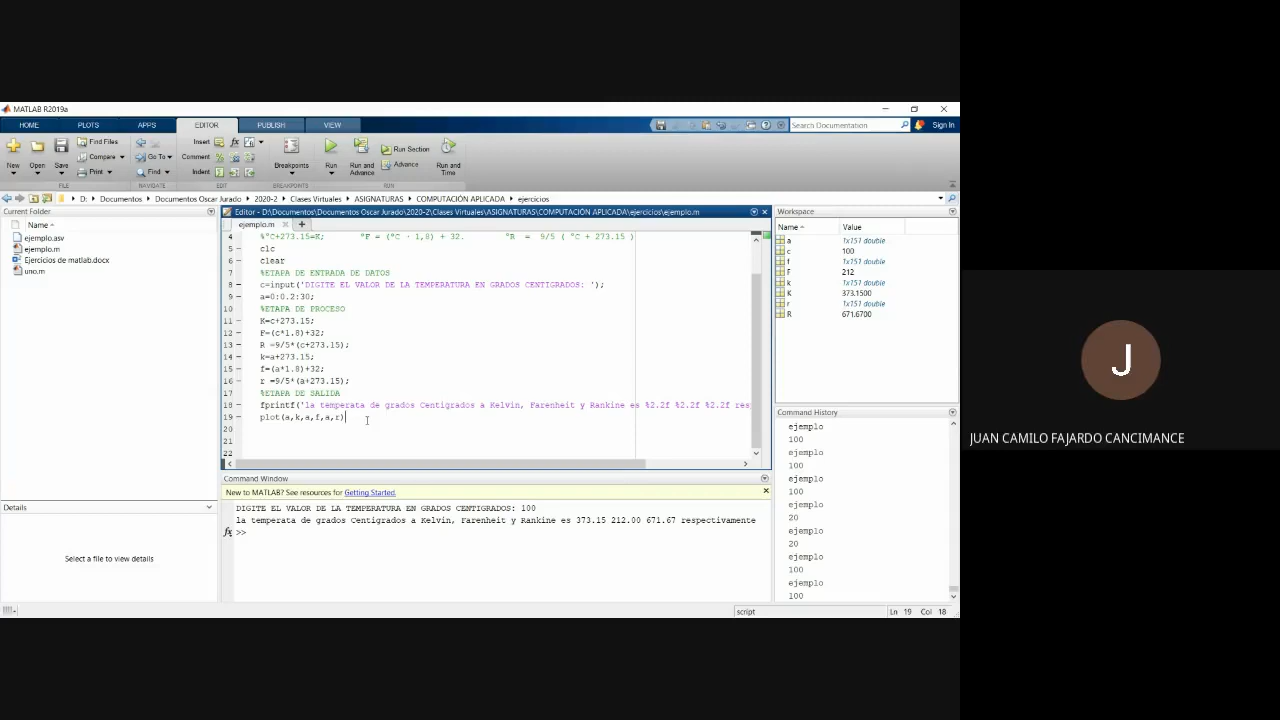 MATLAB R2019a
HOME PLOTS APPS EDITOR PUBLISH VIEW
Search Documentation Sign In
New Open Save Find Files Compare Print
Go To Find
Insert Comment Indent
Breakpoints Run Run and Advance Run Section Advance Run and Time
FILE NAVIGATE EDIT BREAKPOINTS RUN
D: Documentos Documentos Oscar Jurado 2020-2 Clases Virtuales ASIGNATURAS COMPUTACIÓN APLICADA ejercicios
Current Folder
Name
ejemplo.asv
ejemplo.m
Ejercicios de matlab.docx
uno.m
Details
Select a file to view details
Editor - D:\Documentos\Documentos Oscar Jurado\2020-2\Clases Virtuales\ASIGNATURAS\COMPUTACIÓN APLICADA\ejercicios\ejemplo.m
ejemplo.m
4 %°C+273.15=K; °F = (°C · 1,8) + 32. °R = 9/5 ( °C + 273.15 )
5 clc
6 clear
7 %ETAPA DE ENTRADA DE DATOS
8 c=input('DIGITE EL VALOR DE LA TEMPERATURA EN GRADOS CENTIGRADOS: ');
9 a=0:0.2:30;
10 %ETAPA DE PROCESO
11 K=c+273.15;
12 F=(c*1.8)+32;
13 R =9/5*(c+273.15);
14 k=a+273.15;
15 f=(a*1.8)+32;
16 r =9/5*(a+273.15);
17 %ETAPA DE SALIDA
18 fprintf('la temperata de grados Centigrados a Kelvin, Farenheit y Rankine es %2.2f %2.2f %2.2f res
19 plot(a,k,a,f,a,r)
20
21
22
Command Window
New to MATLAB? See resources for Getting Started.
DIGITE EL VALOR DE LA TEMPERATURA EN GRADOS CENTIGRADOS: 100
la temperata de grados Centigrados a Kelvin, Farenheit y Rankine es 373.15 212.00 671.67 respectivamente
fx >>
Workspace
Name Value
a 1x151 double
c 100
f 1x151 double
F 212
k 1x151 double
K 373.1500
r 1x151 double
R 671.6700
Command History
ejemplo
100
ejemplo
100
ejemplo
100
ejemplo
20
20
ejemplo
100
ejemplo
100
script Ln 19 Col 18
J
JUAN CAMILO FAJARDO CANCIMANCE